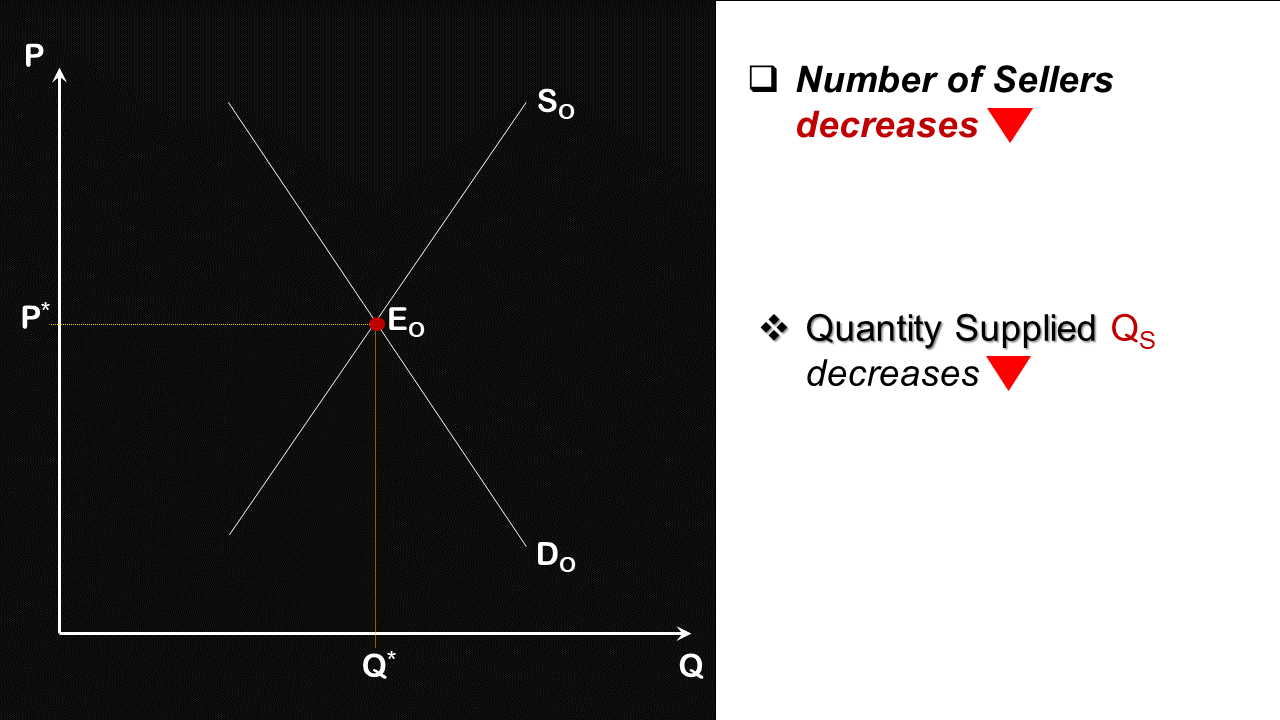 P
S_O
P*
E_O
D_O
Q*
Q
Number of Sellers
decreases
Quantity Supplied Q_S
decreases